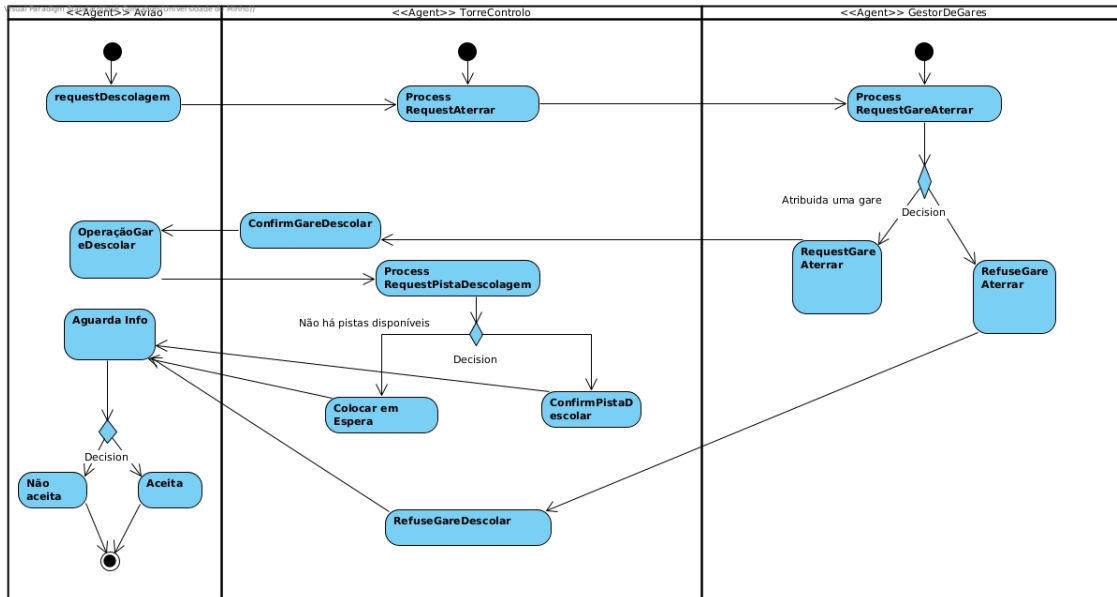 <<Agent>> Avião
<<Agent>> TorreControlo
<<Agent>> GestorDeGares
requestDescolagem
Process
RequestAterrar
Process
RequestGareAterrar
Atribuida uma gare
Decision
ConfirmGareDescolar
OperaçãoGar
eDescolar
RequestGare
Aterrar
RefuseGare
Aterrar
Process
RequestPistaDescolagem
Não há pistas disponíveis
Decision
Aguarda Info
Colocar em
Espera
ConfirmPistaD
escolar
Decision
Não
aceita
Aceita
RefuseGareDescolar